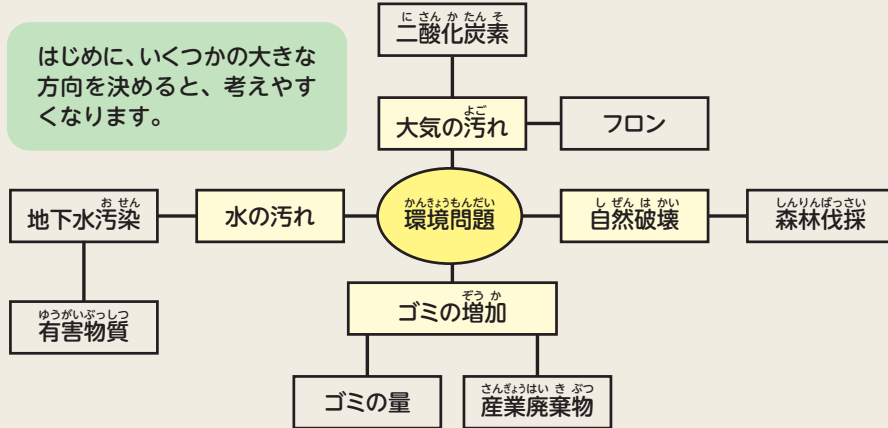 にさんかたんそ
二酸化炭素
はじめに、いくつかの大きな
方向を決めると、考えやす
くなります。
よご
大気の汚れ
フロン
おせん
地下水汚染
水の汚れ
かんきょうもんだい
環境問題
しぜんはかい
自然破壊
しんりんばっさい
森林伐採
ゆうがいぶっしつ
有害物質
ぞうか
ゴミの増加
ゴミの量
さんぎょうはいきぶつ
産業廃棄物